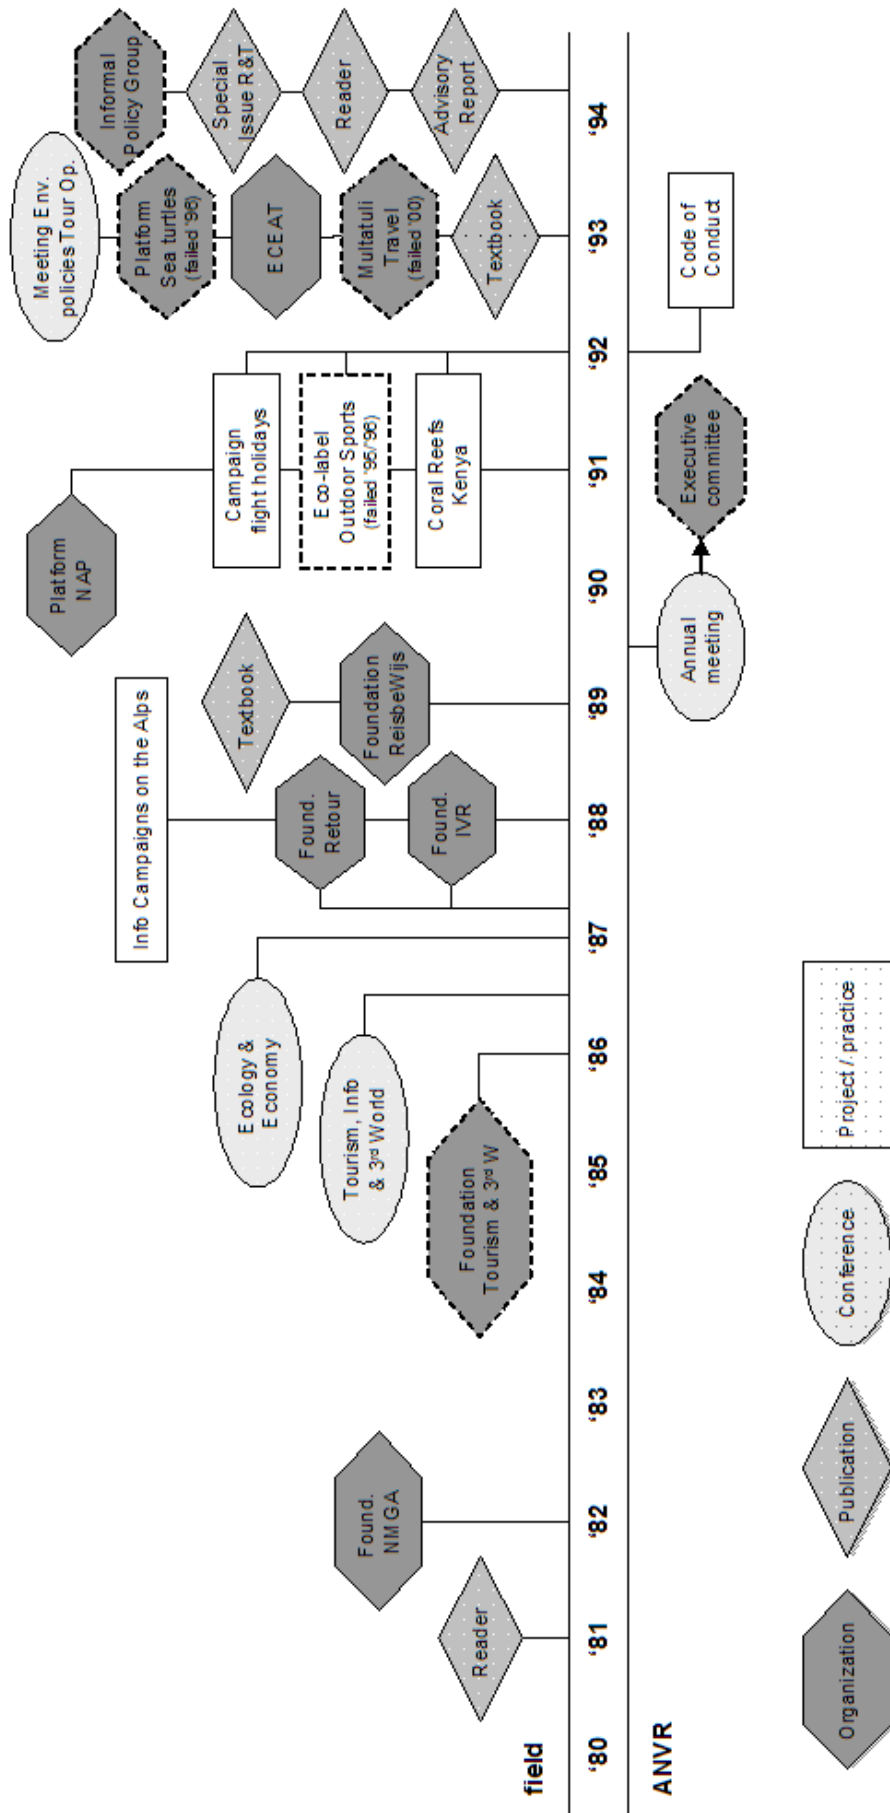 Meeting Env.
policies Tour Op.
Informal
Policy Group
Platform
Sea turtles
(failed '96)
Special
Issue R&T
ECEAT
Reader
Multatuli
Travel
(failed '00)
Advisory
Report
Textbook
Platform
NAP
Campaign
flight holidays
Eco-label
Outdoor Sports
(failed '95/'96)
Coral Reefs
Kenya
Info Campaigns on the Alps
Textbook
Found.
Retour
Foundation
ReisbeWijs
Found.
IVR
Ecology &
Economy
Tourism, Info
& 3rd World
Foundation
Tourism & 3rd W
Found.
NMGA
Reader
field
'80
'81
'82
'83
'84
'85
'86
'87
'88
'89
'90
'91
'92
'93
'94
ANVR
Annual
meeting
Executive
committee
Code of
Conduct
Organization
Publication
Conference
Project / practice